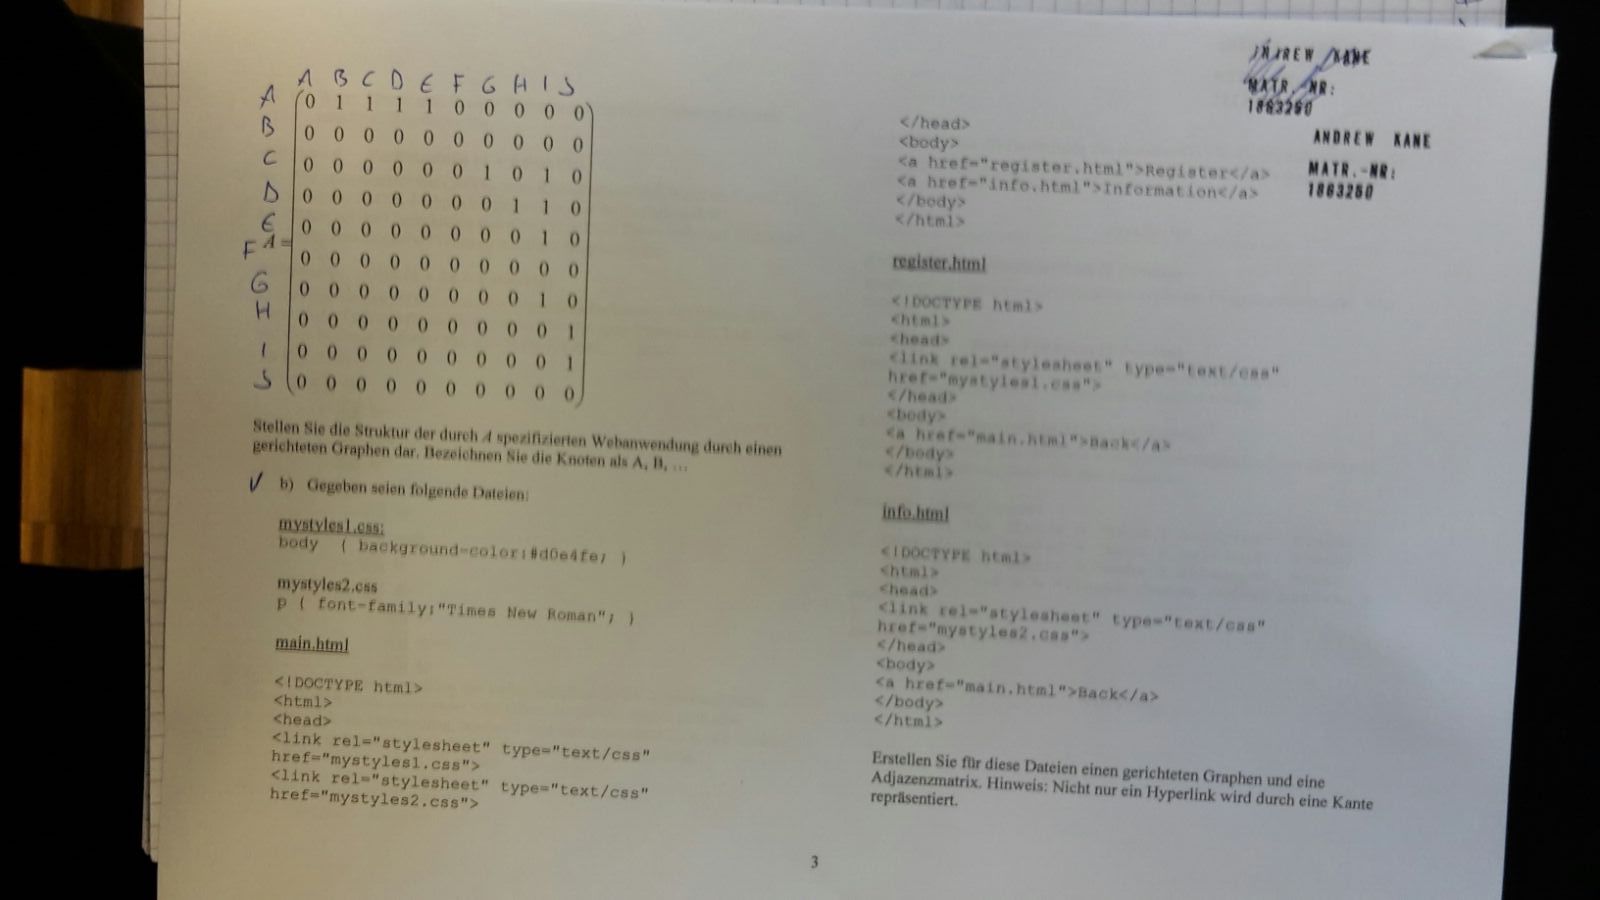 A B C D E F G H I J
A 0 1 1 1 1 0 0 0 0 0
B 0 0 0 0 0 0 0 0 0 0
C 0 0 0 0 0 0 1 0 1 0
D 0 0 0 0 0 0 0 1 1 0
E 0 0 0 0 0 0 0 0 1 0
F A= 0 0 0 0 0 0 0 0 0 0
G 0 0 0 0 0 0 0 0 1 0
H 0 0 0 0 0 0 0 0 0 1
I 0 0 0 0 0 0 0 0 0 1
J 0 0 0 0 0 0 0 0 0 0
Stellen Sie die Struktur der durch A spezifizierten Webanwendung durch einen
gerichteten Graphen dar. Bezeichnen Sie die Knoten als A, B, …
✓ b) Gegeben seien folgende Dateien:
mystyles1.css:
body { background-color:#d0e4fe; }
mystyles2.css
p { font-family:"Times New Roman"; }
main.html
<!DOCTYPE html>
<html>
<head>
<link rel="stylesheet" type="text/css"
href="mystyles1.css">
<link rel="stylesheet" type="text/css"
href="mystyles2.css">
</head>
<body>
<a href="register.html">Register</a>
<a href="info.html">Information</a>
</body>
</html>
register.html
<!DOCTYPE html>
<html>
<head>
<link rel="stylesheet" type="text/css"
href="mystyles1.css">
</head>
<body>
<a href="main.html">Back</a>
</body>
</html>
info.html
<!DOCTYPE html>
<html>
<head>
<link rel="stylesheet" type="text/css"
href="mystyles2.css">
</head>
<body>
<a href="main.html">Back</a>
</body>
</html>
Erstellen Sie für diese Dateien einen gerichteten Graphen und eine
Adjazenzmatrix. Hinweis: Nicht nur ein Hyperlink wird durch eine Kante
repräsentiert.
3
KANE
MATR. NR:
ANDREW KANE
MATR.-NR:
1863250